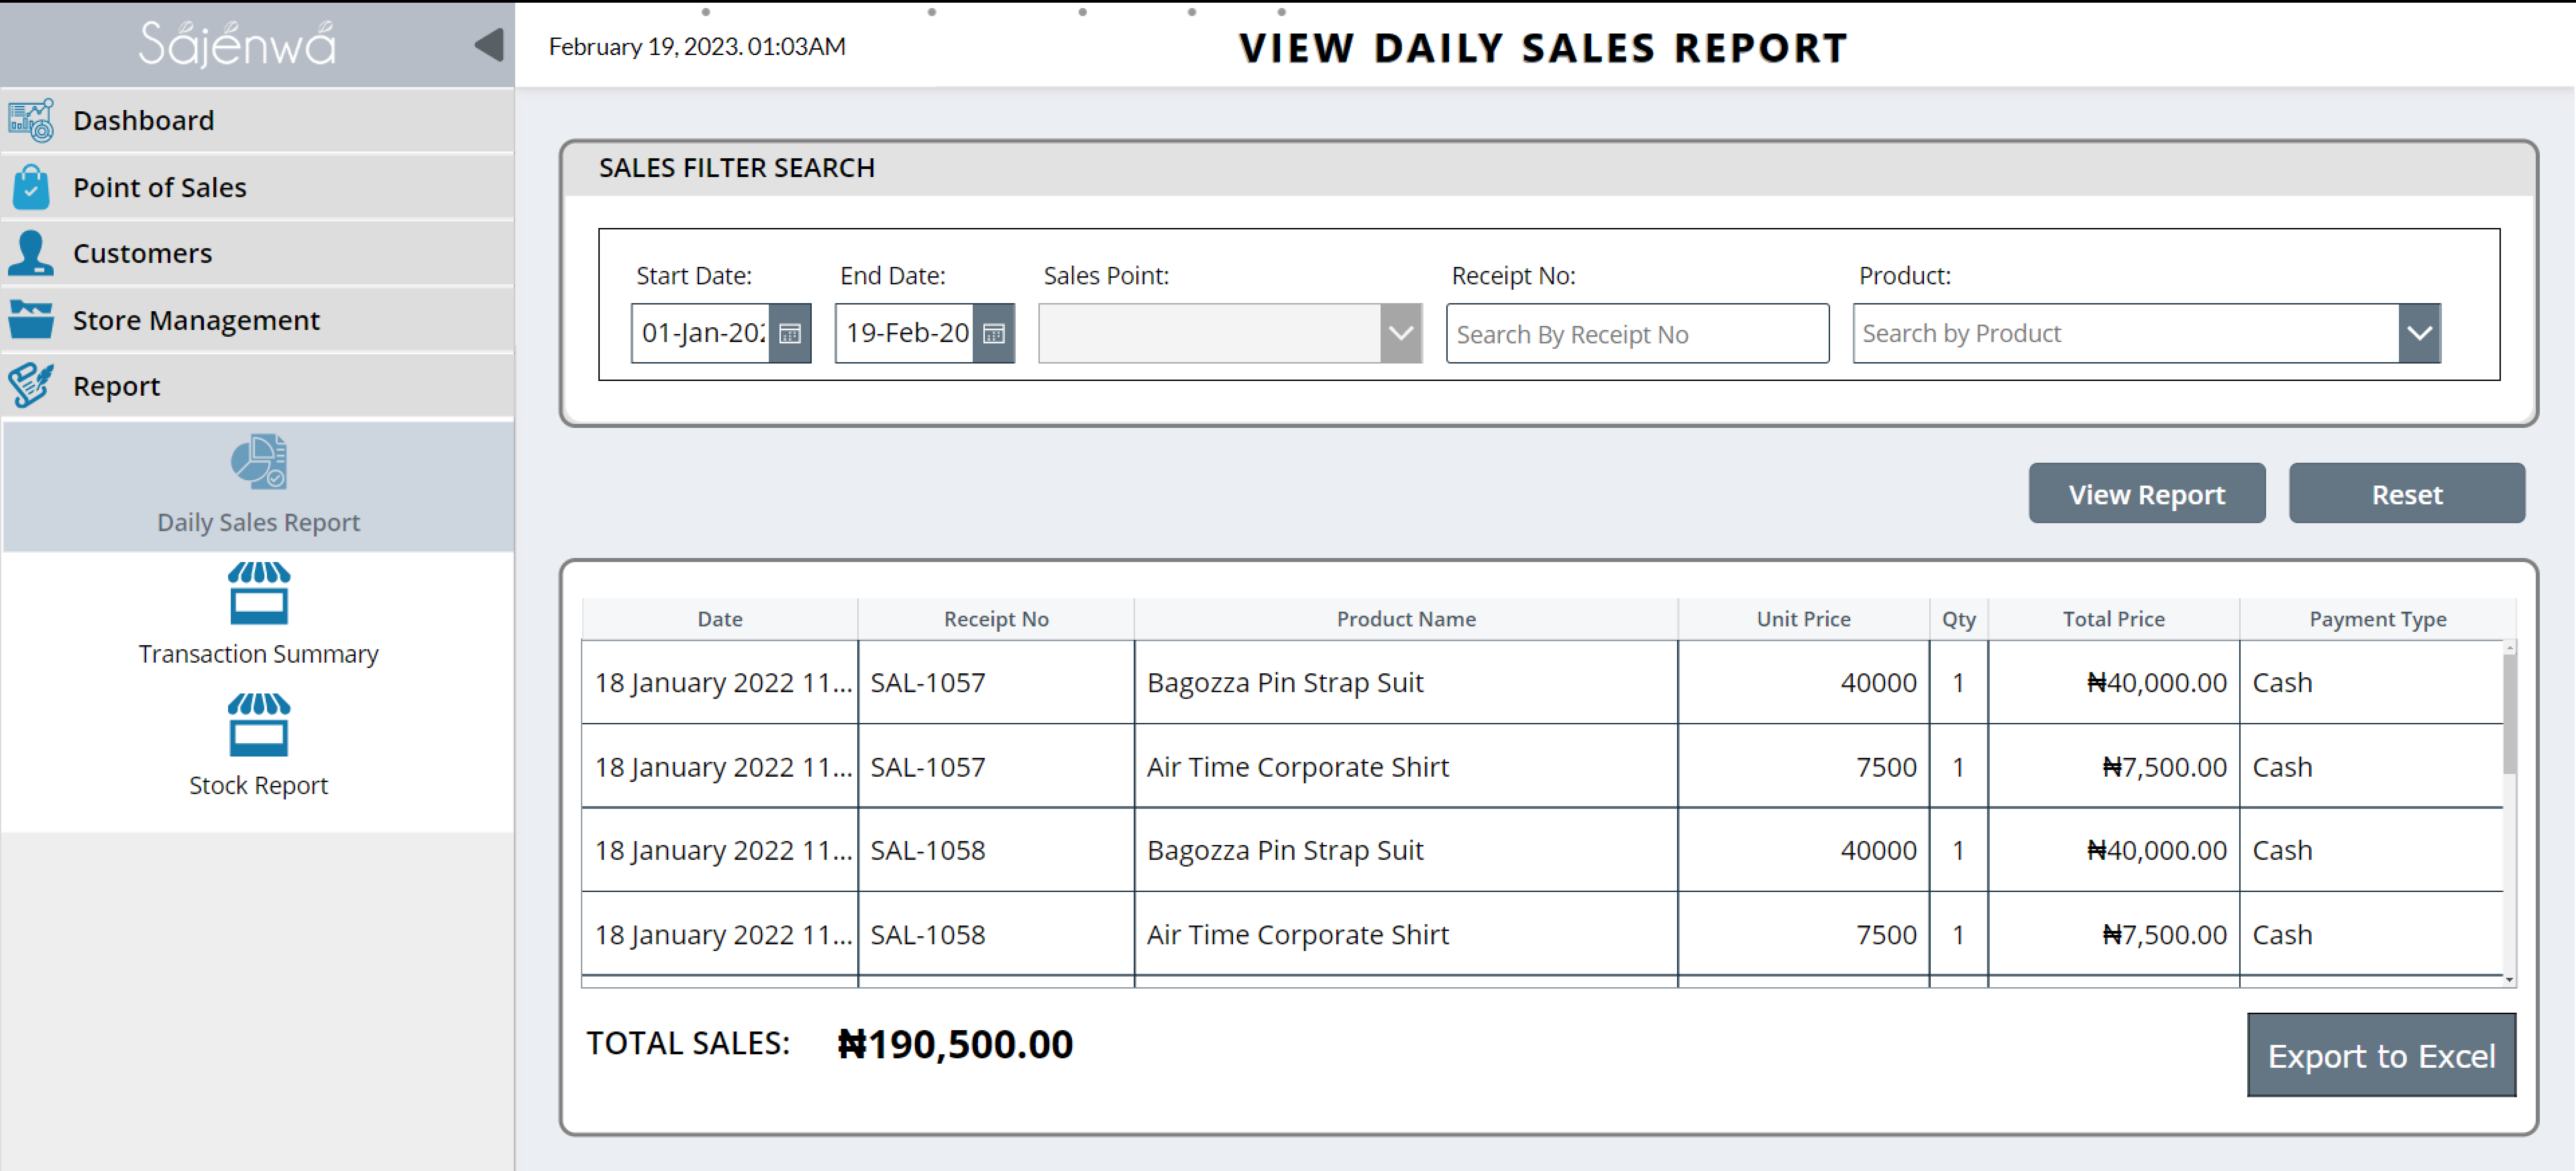 Sájénwá
February 19, 2023. 01:03AM
VIEW DAILY SALES REPORT
Dashboard
Point of Sales
Customers
Store Management
Report
Daily Sales Report
Transaction Summary
Stock Report
SALES FILTER SEARCH
Start Date: End Date: Sales Point: Receipt No: Product:
01-Jan-202 19-Feb-20 Search By Receipt No Search by Product
View Report Reset
Date Receipt No Product Name Unit Price Qty Total Price Payment Type
18 January 2022 11... SAL-1057 Bagozza Pin Strap Suit 40000 1 ₦40,000.00 Cash
18 January 2022 11... SAL-1057 Air Time Corporate Shirt 7500 1 ₦7,500.00 Cash
18 January 2022 11... SAL-1058 Bagozza Pin Strap Suit 40000 1 ₦40,000.00 Cash
18 January 2022 11... SAL-1058 Air Time Corporate Shirt 7500 1 ₦7,500.00 Cash
TOTAL SALES: ₦190,500.00
Export to Excel